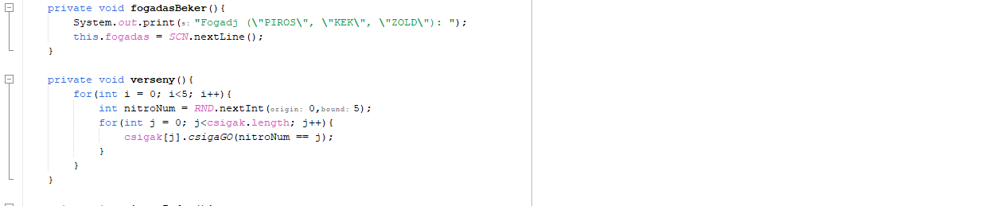 private void fogadasBeker(){
System.out.print(s: "Fogadj (\"PIROS\", \"KEK\", \"ZOLD\"): ");
this.fogadas = SCN.nextLine();
}
private void verseny(){
for(int i = 0; i<5; i++){
int nitroNum = RND.nextInt(origin: 0,bound: 5);
for(int j = 0; j<csigak.length; j++){
csigak[j].csigaGO(nitroNum == j);
}
}
}